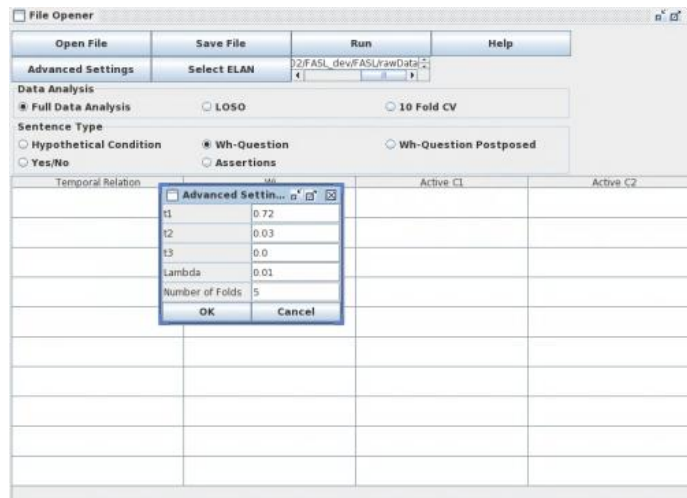 File Opener
Open File Save File Run Help
Advanced Settings Select ELAN 02/FASL_dev/FASL/rawData
Data Analysis
Full Data Analysis LOSO 10 Fold CV
Sentence Type
Hypothetical Condition Wh-Question Wh-Question Postposed
Yes/No Assertions
Temporal Relation Active C1 Active C2
Advanced Settin...
t1 0.72
t2 0.03
t3 0.0
Lambda 0.01
Number of Folds 5
OK Cancel